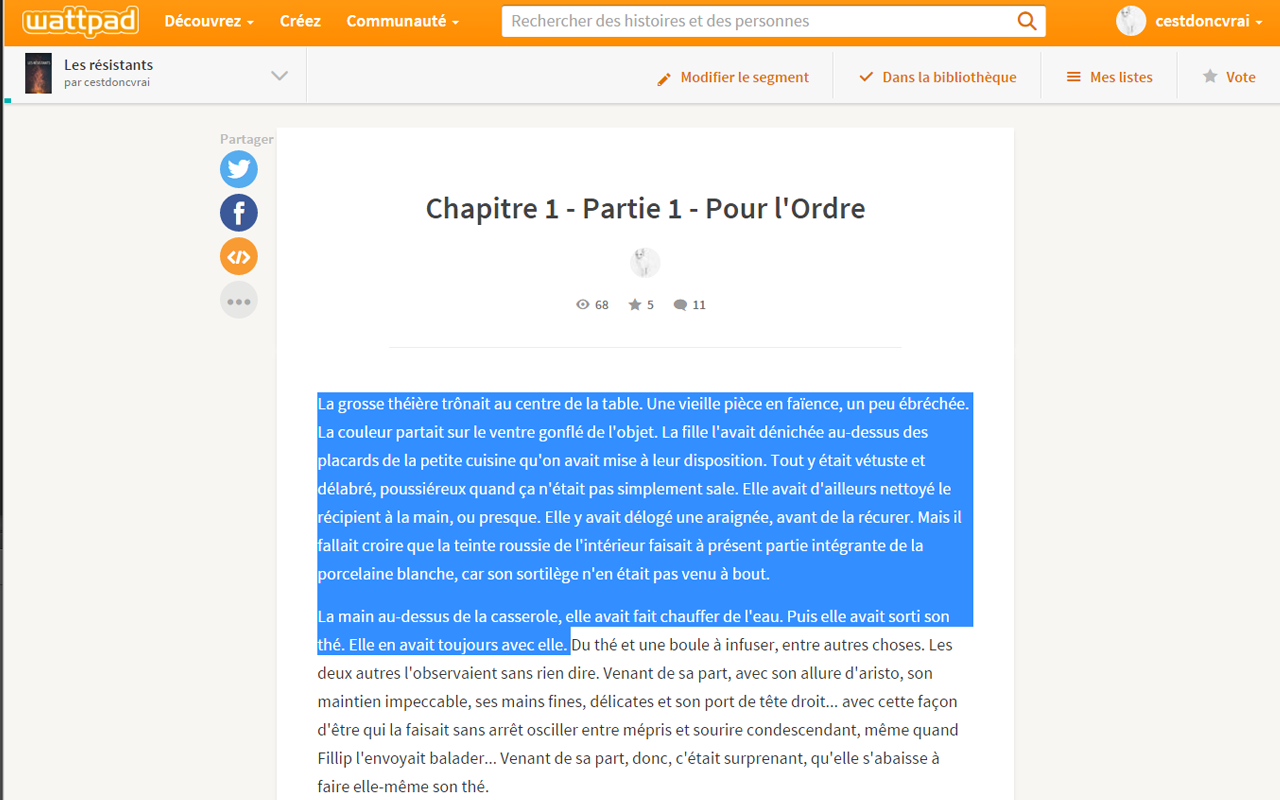 wattpad
Découvrez
Créez
Communauté
Rechercher des histoires et des personnes
cestdoncvrai
Les résistants
par cestdoncvrai
Modifier le segment
Dans la bibliothèque
Mes listes
Vote
Partager
Chapitre 1 - Partie 1 - Pour l'Ordre
68
5
11
La grosse théière trônait au centre de la table. Une vieille pièce en faïence, un peu ébréchée.
La couleur partait sur le ventre gonflé de l'objet. La fille l'avait dénichée au-dessus des
placards de la petite cuisine qu'on avait mise à leur disposition. Tout y était vétuste et
délabré, poussiéreux quand ça n'était pas simplement sale. Elle avait d'ailleurs nettoyé le
récipient à la main, ou presque. Elle y avait délogé une araignée, avant de la récurer. Mais il
fallait croire que la teinte roussie de l'intérieur faisait à présent partie intégrante de la
porcelaine blanche, car son sortilège n'en était pas venu à bout.
La main au-dessus de la casserole, elle avait fait chauffer de l'eau. Puis elle avait sorti son
thé. Elle en avait toujours avec elle. Du thé et une boule à infuser, entre autres choses. Les
deux autres l'observaient sans rien dire. Venant de sa part, avec son allure d'aristo, son
maintien impeccable, ses mains fines, délicates et son port de tête droit... avec cette façon
d'être qui la faisait sans arrêt osciller entre mépris et sourire condescendant, même quand
Fillip l'envoyait balader... Venant de sa part, donc, c'était surprenant, qu'elle s'abaisse à
faire elle-même son thé.